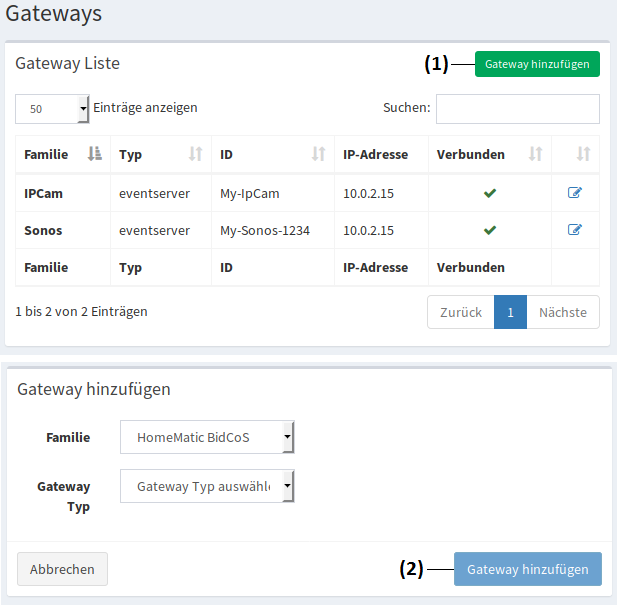 Gateways
Gateway Liste
(1)
Gateway hinzufügen
50 Einträge anzeigen
Suchen:
Familie Typ ID IP-Adresse Verbunden
IPCam eventserver My-IpCam 10.0.2.15
Sonos eventserver My-Sonos-1234 10.0.2.15
Familie Typ ID IP-Adresse Verbunden
1 bis 2 von 2 Einträgen
Zurück 1 Nächste
Gateway hinzufügen
Familie HomeMatic BidCoS
Gateway Typ auswähle
Gateway
Typ
Abbrechen
(2)
Gateway hinzufügen